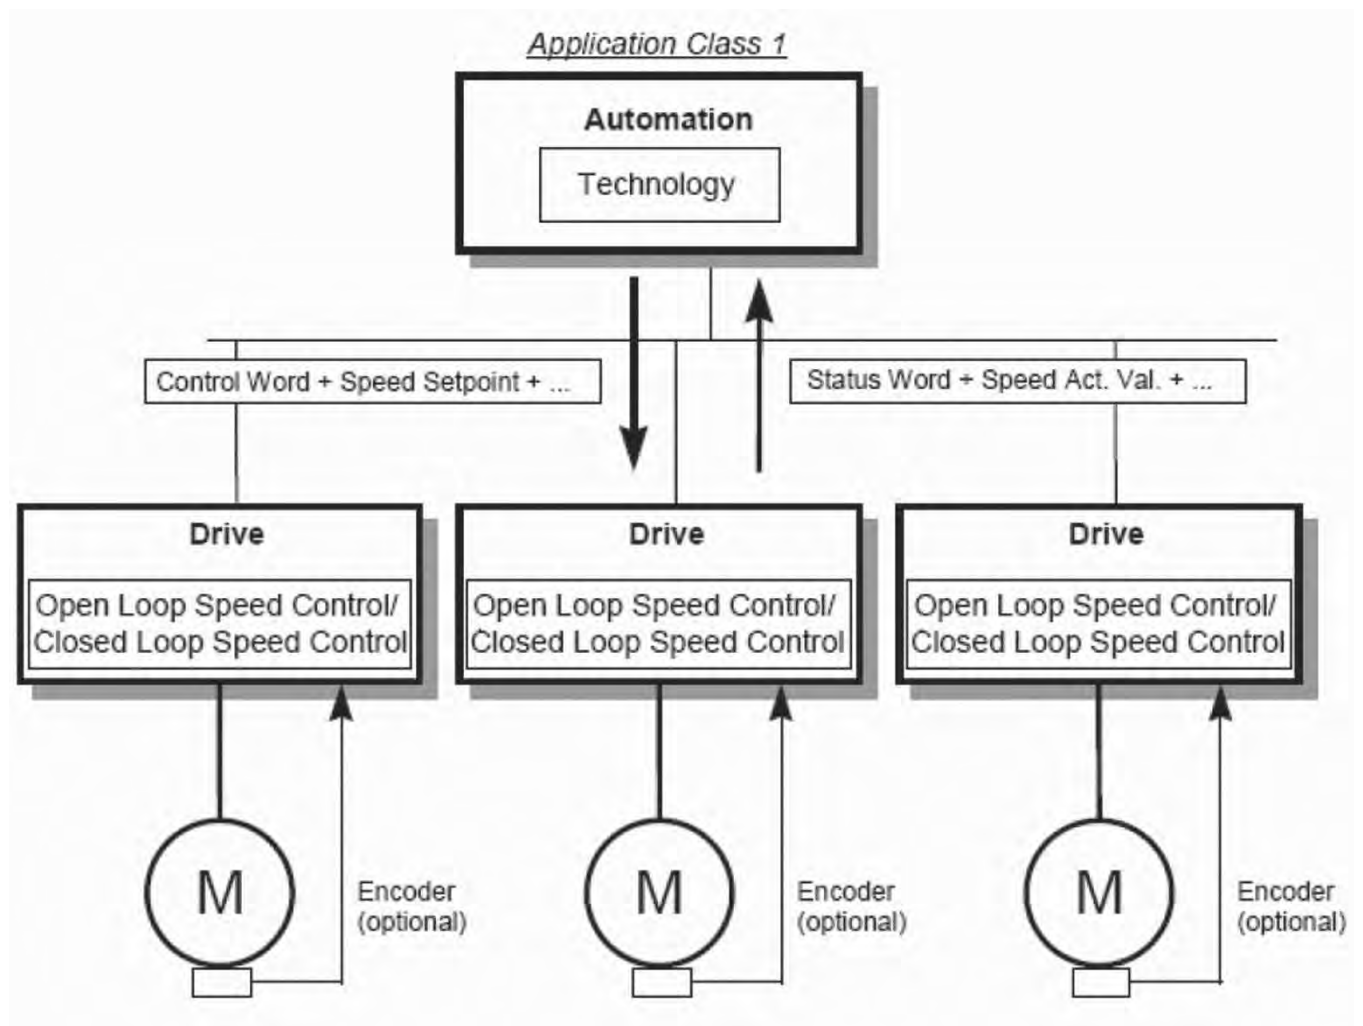 Application Class 1
Automation
Technology
Control Word + Speed Setpoint + ...
Status Word + Speed Act. Val. + ...
Drive
Open Loop Speed Control/
Closed Loop Speed Control
Drive
Open Loop Speed Control/
Closed Loop Speed Control
Drive
Open Loop Speed Control/
Closed Loop Speed Control
M
Encoder
(optional)
M
Encoder
(optional)
M
Encoder
(optional)